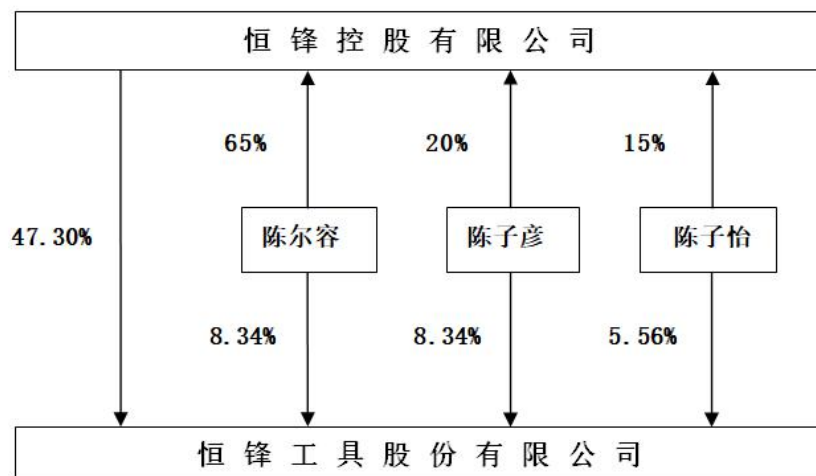 恒锋控股有限公司
65%
20%
15%
47.30%
陈尔容
陈子彦
陈子怡
8.34%
8.34%
5.56%
恒锋工具股份有限公司